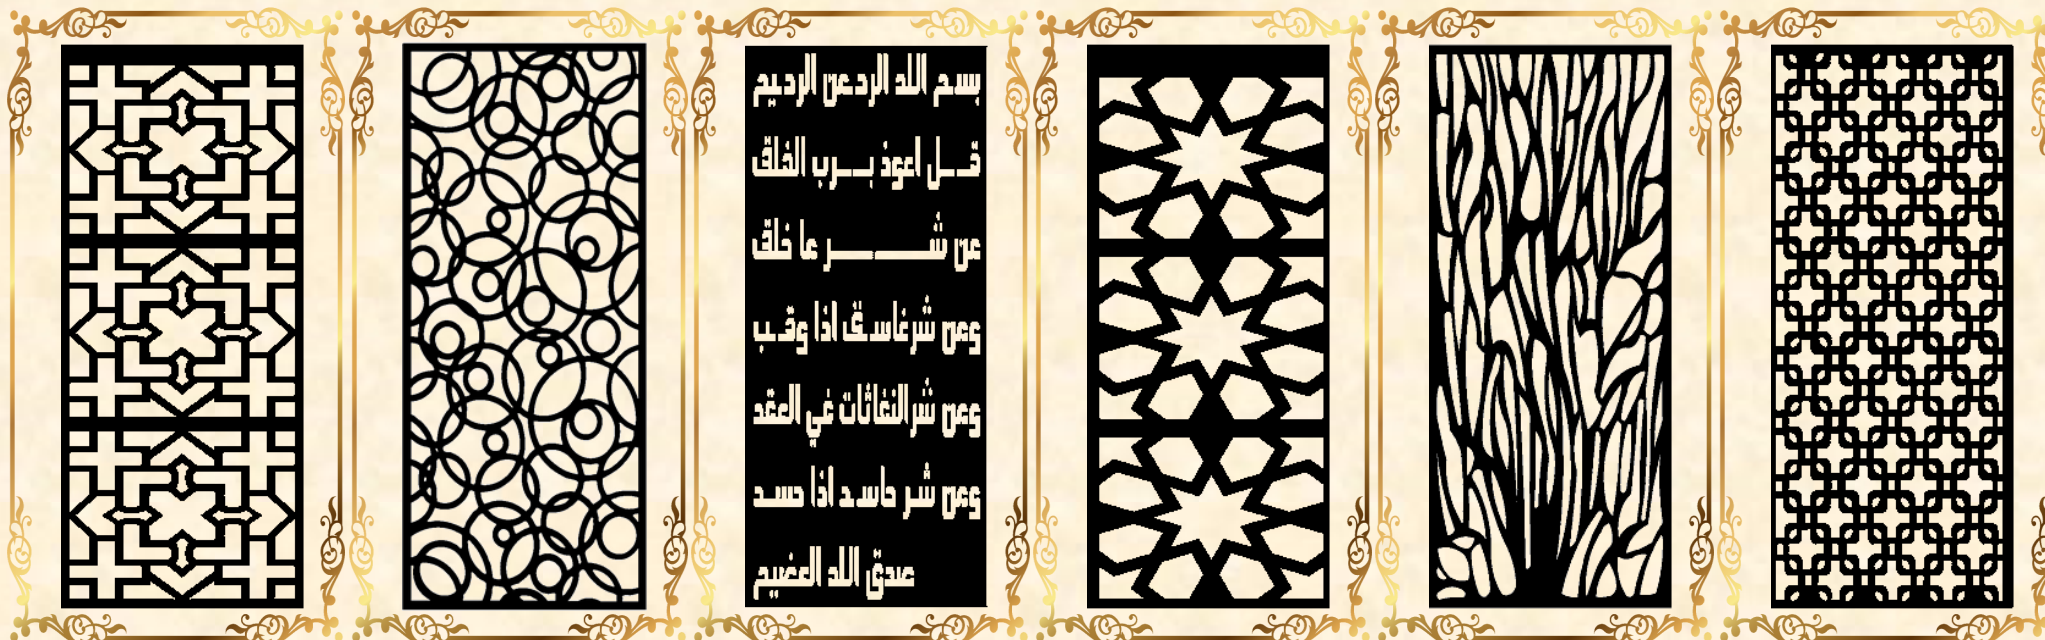 بسم الله الرحمن الرحيم
قل اعوذ برب الفلق
من شر ما خلق
ومن شر غاسق اذا وقب
ومن شر النفاثات في العقد
ومن شر حاسد اذا حسد
صدق الله العظيم